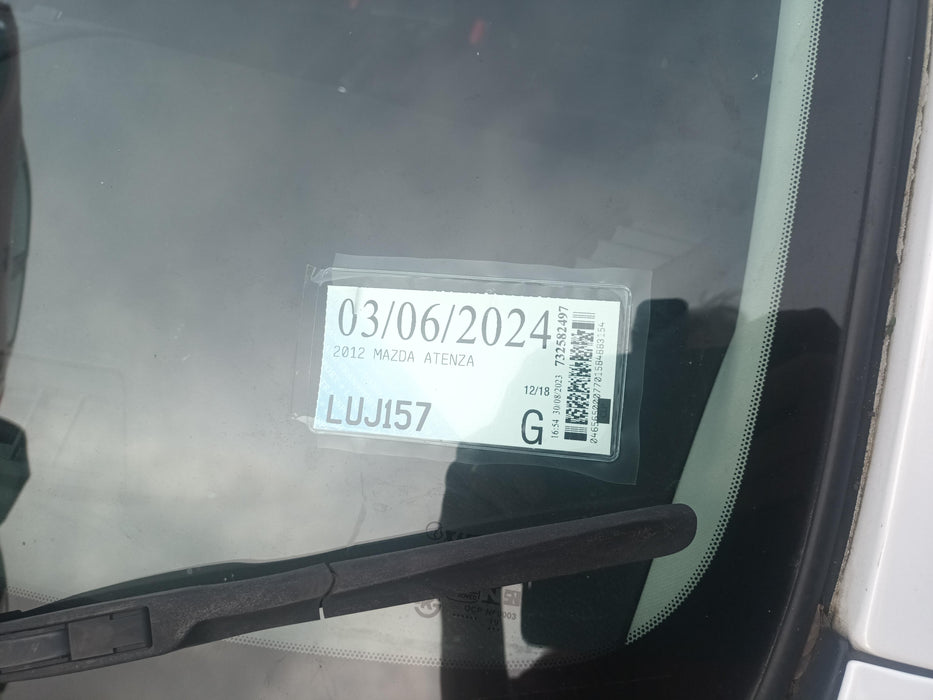 03/06/2024
2012 MAZDA ATENZA
12/18
LUJ157
G
16:54 30/08/2023 732582497